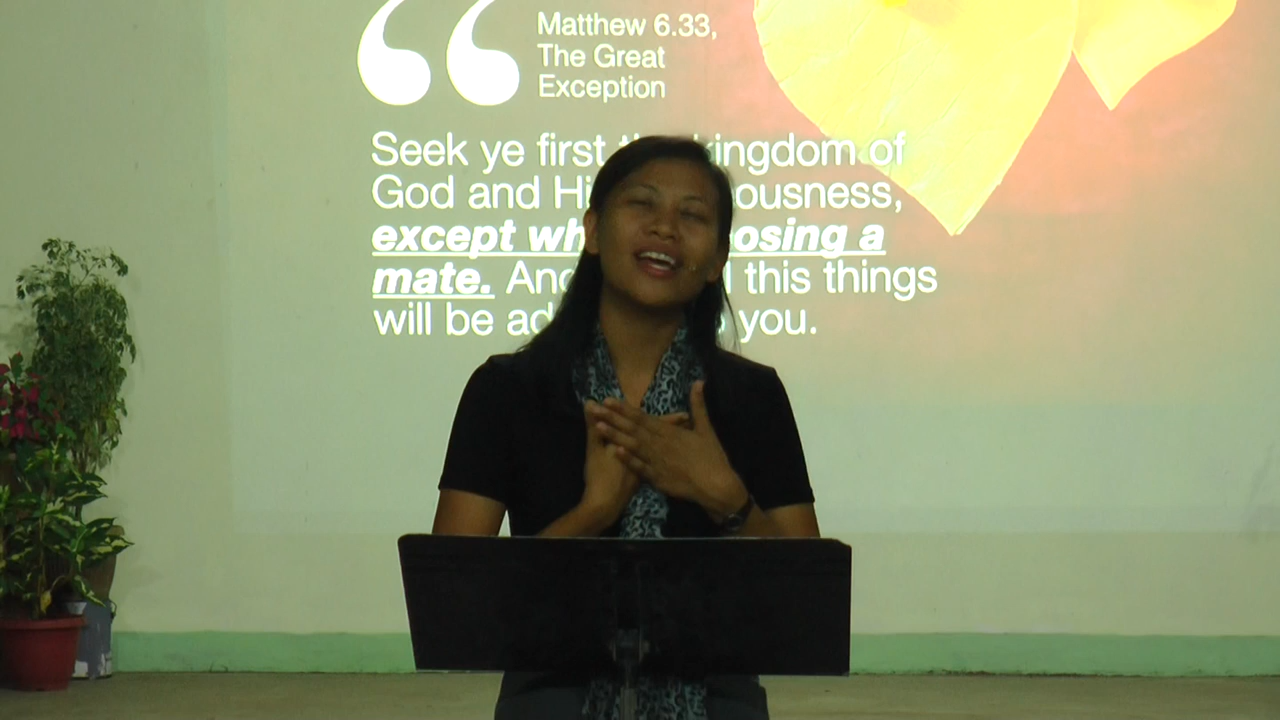 “
Matthew 6.33,
The Great
Exception
Seek ye first kingdom of
God and
except a
mate. this things
will be you.